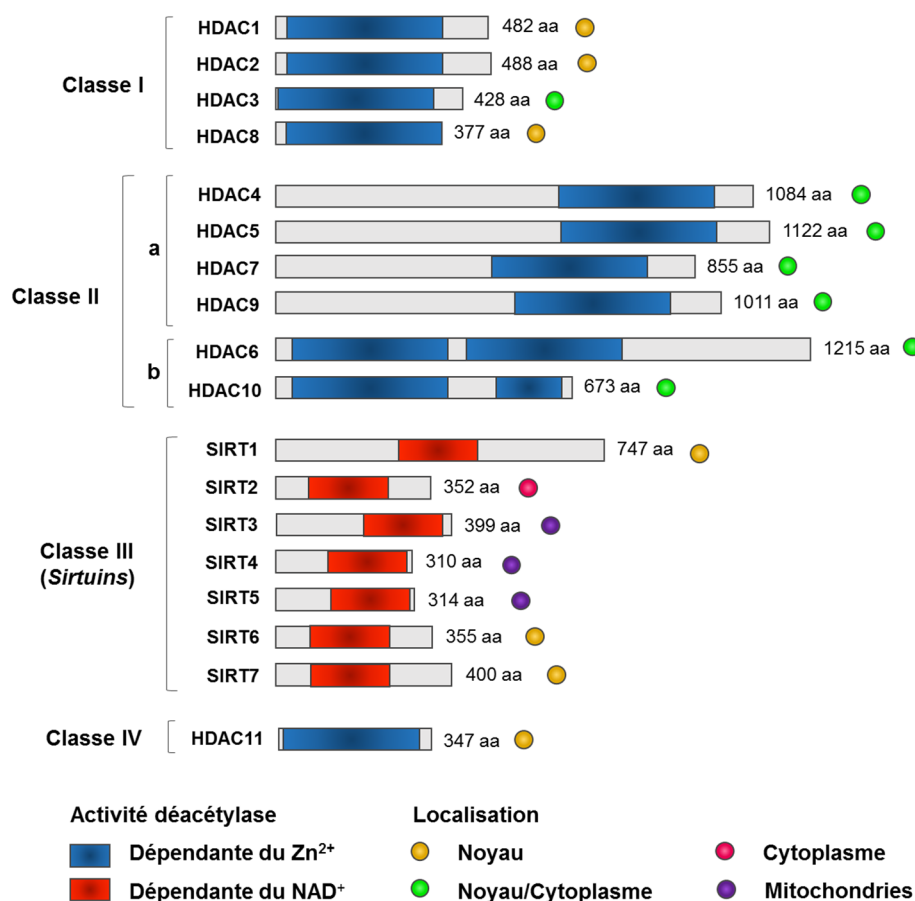 Classe I
HDAC1 482 aa
HDAC2 488 aa
HDAC3 428 aa
HDAC8 377 aa
Classe II
a
HDAC4 1084 aa
HDAC5 1122 aa
HDAC7 855 aa
HDAC9 1011 aa
b
HDAC6 1215 aa
HDAC10 673 aa
Classe III
(Sirtuins)
SIRT1 747 aa
SIRT2 352 aa
SIRT3 399 aa
SIRT4 310 aa
SIRT5 314 aa
SIRT6 355 aa
SIRT7 400 aa
Classe IV
HDAC11 347 aa
Activité déacétylase
Dépendante du Zn²⁺
Dépendante du NAD⁺
Localisation
Noyau
Noyau/Cytoplasme
Cytoplasme
Mitochondries